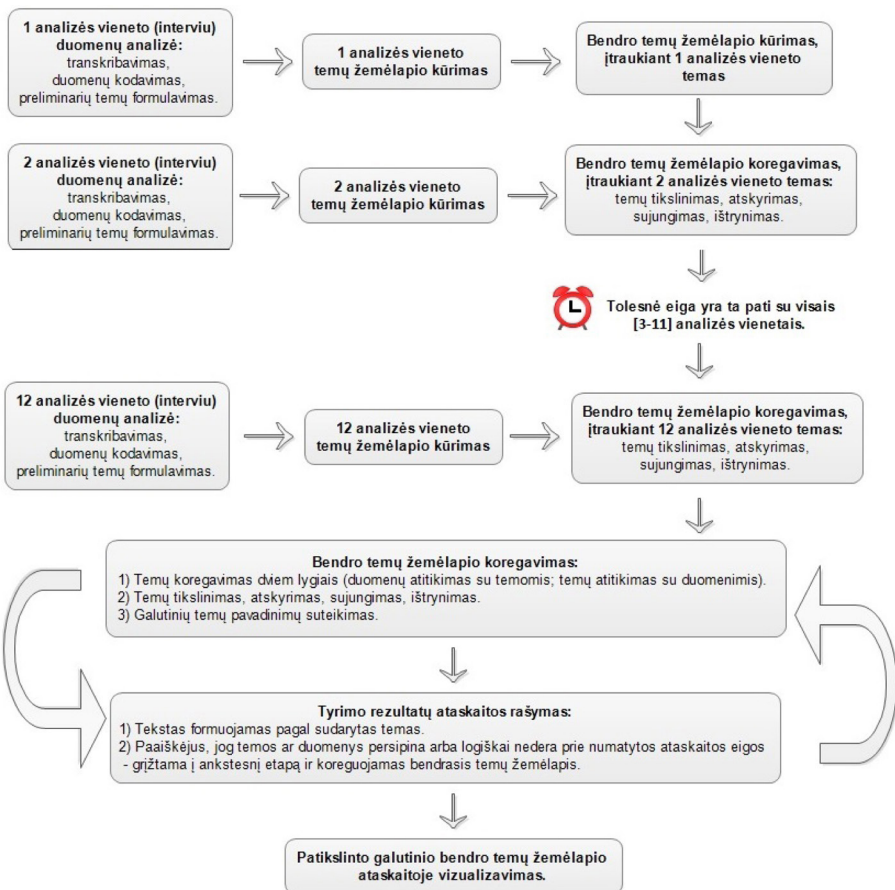 1 analizės vieneto (interviu)
duomenų analizė:
transkribavimas,
duomenų kodavimas,
preliminarių temų formulavimas.
1 analizės vieneto
temų žemėlapio kūrimas
Bendro temų žemėlapio kūrimas,
įtraukiant 1 analizės vieneto
temas
2 analizės vieneto (interviu)
duomenų analizė:
transkribavimas,
duomenų kodavimas,
preliminarių temų formulavimas.
2 analizės vieneto
temų žemėlapio kūrimas
Bendro temų žemėlapio koregavimas,
įtraukiant 2 analizės vieneto temas:
temų tikslinimas, atskyrimas,
sujungimas, ištrynimas.
Tolesnė eiga yra ta pati su visais
[3-11] analizės vienetais.
12 analizės vieneto (interviu)
duomenų analizė:
transkribavimas,
duomenų kodavimas,
preliminarių temų formulavimas.
12 analizės vieneto
temų žemėlapio kūrimas
Bendro temų žemėlapio koregavimas,
įtraukiant 12 analizės vieneto temas:
temų tikslinimas, atskyrimas,
sujungimas, ištrynimas.
Bendro temų žemėlapio koregavimas:
1) Temų koregavimas dviem lygiais (duomenų atitikimas su temomis; temų atitikimas su duomenimis).
2) Temų tikslinimas, atskyrimas, sujungimas, ištrynimas.
3) Galutinių temų pavadinimų suteikimas.
Tyrimo rezultatų ataskaitos rašymas:
1) Tekstas formuojamas pagal sudarytas temas.
2) Paaiškėjus, jog temos ar duomenys persipina arba logiškai nedera prie numatytos ataskaitos eigos
- grįžtama į ankstesnį etapą ir koreguojamas bendrasis temų žemėlapis.
Patikslinto galutinio bendro temų žemėlapio
ataskaitoje vizualizavimas.